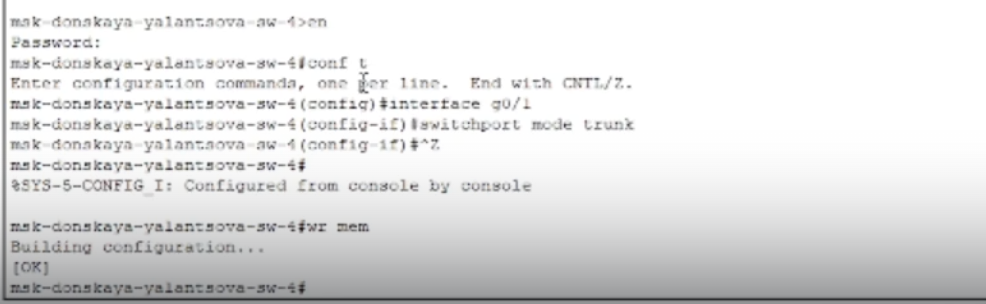 msk-donskaya-yalantsova-sw-4>en
Password:
msk-donskaya-yalantsova-sw-4#conf t
Enter configuration commands, one per line.  End with CNTL/Z.
msk-donskaya-yalantsova-sw-4(config)#interface g0/1
msk-donskaya-yalantsova-sw-4(config-if)#switchport mode trunk
msk-donskaya-yalantsova-sw-4(config-if)#^Z
msk-donskaya-yalantsova-sw-4#
%SYS-5-CONFIG_I: Configured from console by console
msk-donskaya-yalantsova-sw-4#wr mem
Building configuration...
[OK]
msk-donskaya-yalantsova-sw-4#